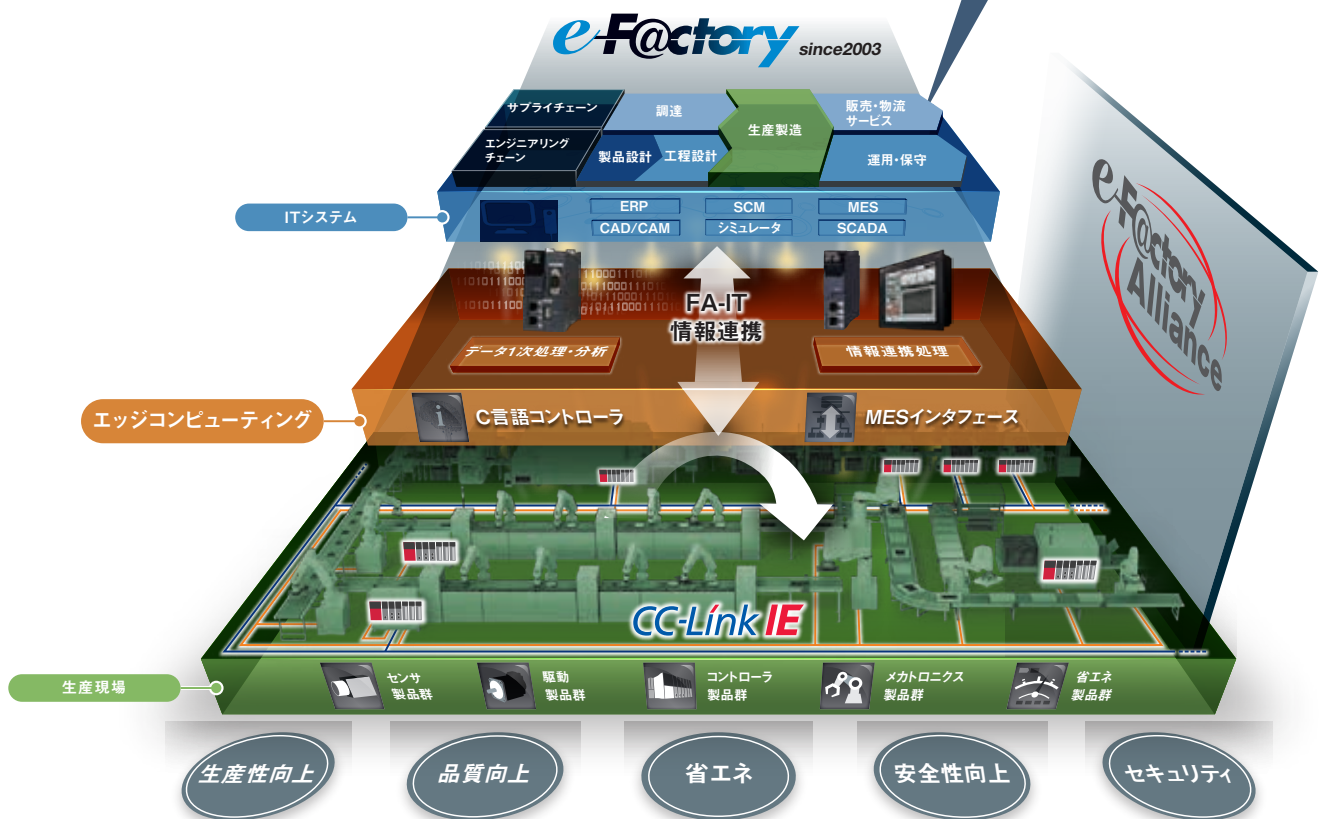 e-F@ctory since2003
サプライチェーン
調達
生産製造
販売・物流
サービス
エンジニアリング
チェーン
製品設計
工程設計
運用・保守
ITシステム
ERP
SCM
MES
CAD/CAM
シミュレータ
SCADA
FA-IT
情報連携
データ1次処理・分析
情報連携処理
エッジコンピューティング
C言語コントローラ
MESインタフェース
e-F@ctory
Alliance
CC-Link IE
生産現場
センサ
製品群
駆動
製品群
コントローラ
製品群
メカトロニクス
製品群
省エネ
製品群
生産性向上
品質向上
省エネ
安全性向上
セキュリティ